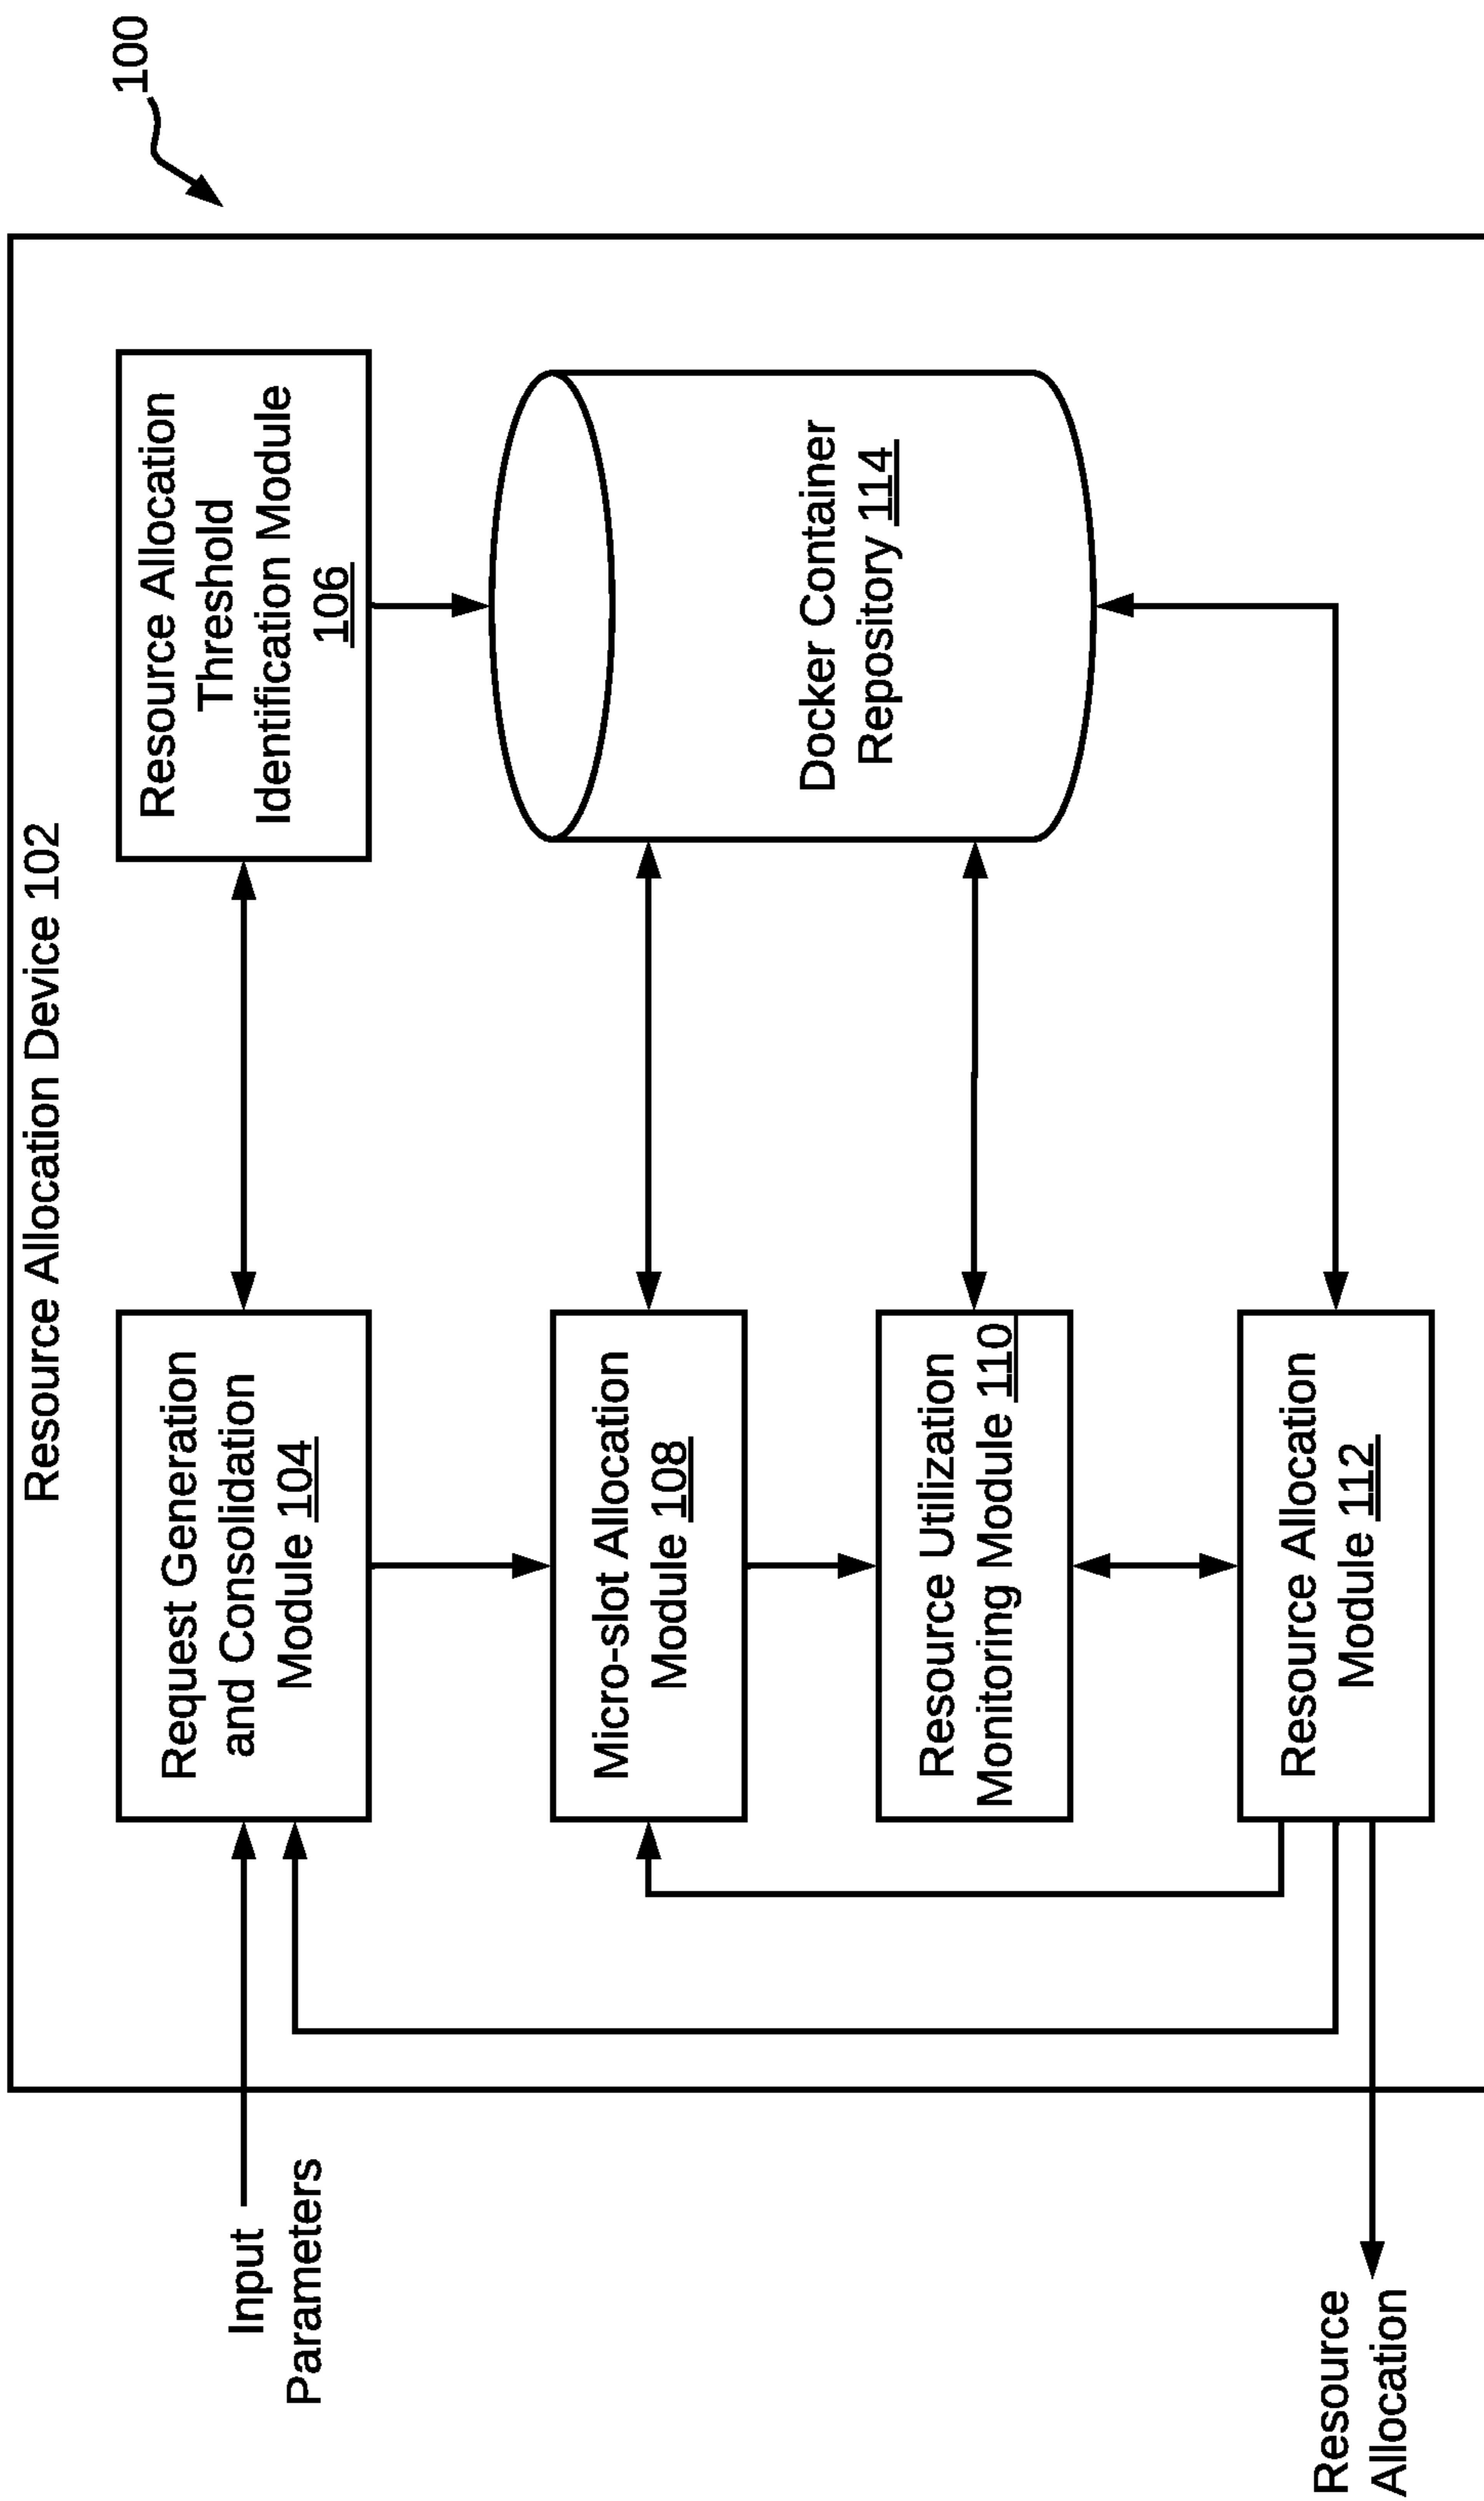 100
Resource Allocation Device 102
Input
Parameters
Request Generation
and Consolidation
Module 104
Resource Allocation
Threshold
Identification Module
106
Micro-slot Allocation
Module 108
Docker Container
Repository 114
Resource Utilization
Monitoring Module 110
Resource Allocation
Module 112
Resource
Allocation